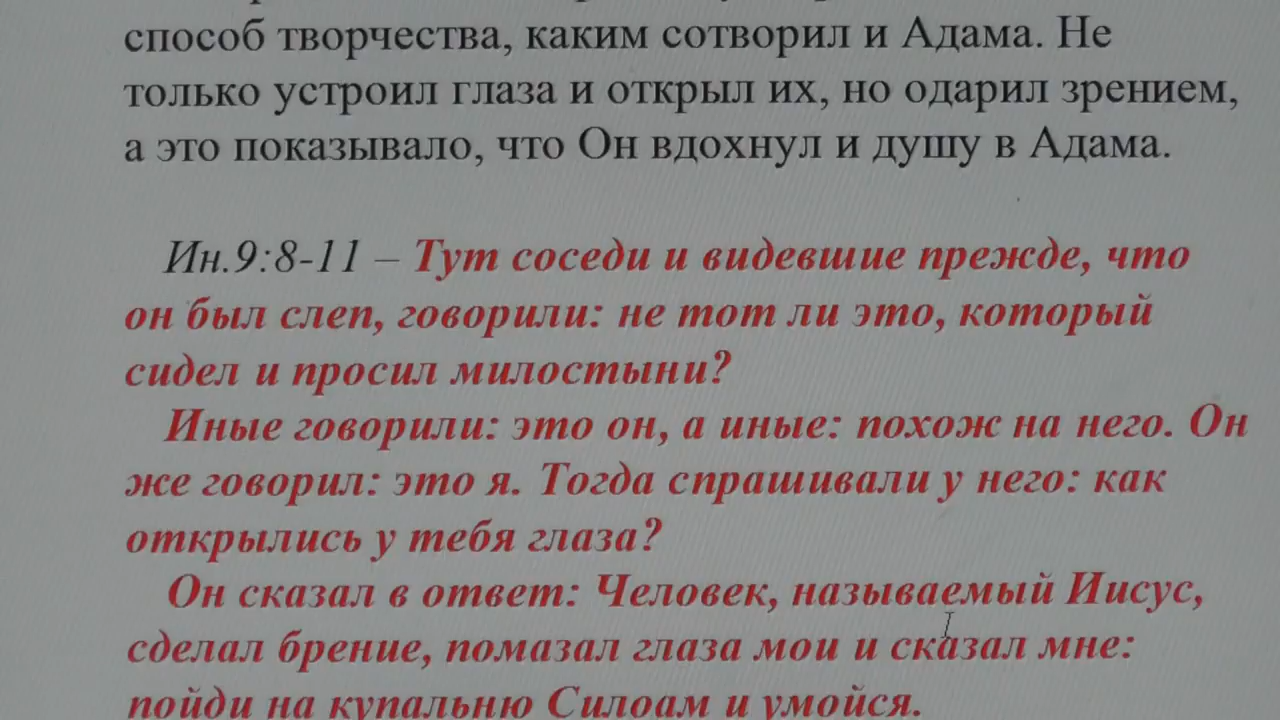 способ творчества, каким сотворил и Адама. Не
только устроил глаза и открыл их, но одарил зрением,
а это показывало, что Он вдохнул и душу в Адама.
Ин.9:8-11 – Тут соседи и видевшие прежде, что
он был слеп, говорили: не тот ли это, который
сидел и просил милостыни?
Иные говорили: это он, а иные: похож на него. Он
же говорил: это я. Тогда спрашивали у него: как
открылись у тебя глаза?
Он сказал в ответ: Человек, называемый Иисус,
сделал брение, помазал глаза мои и сказал мне:
пойди на купальню Силоам и умойся.